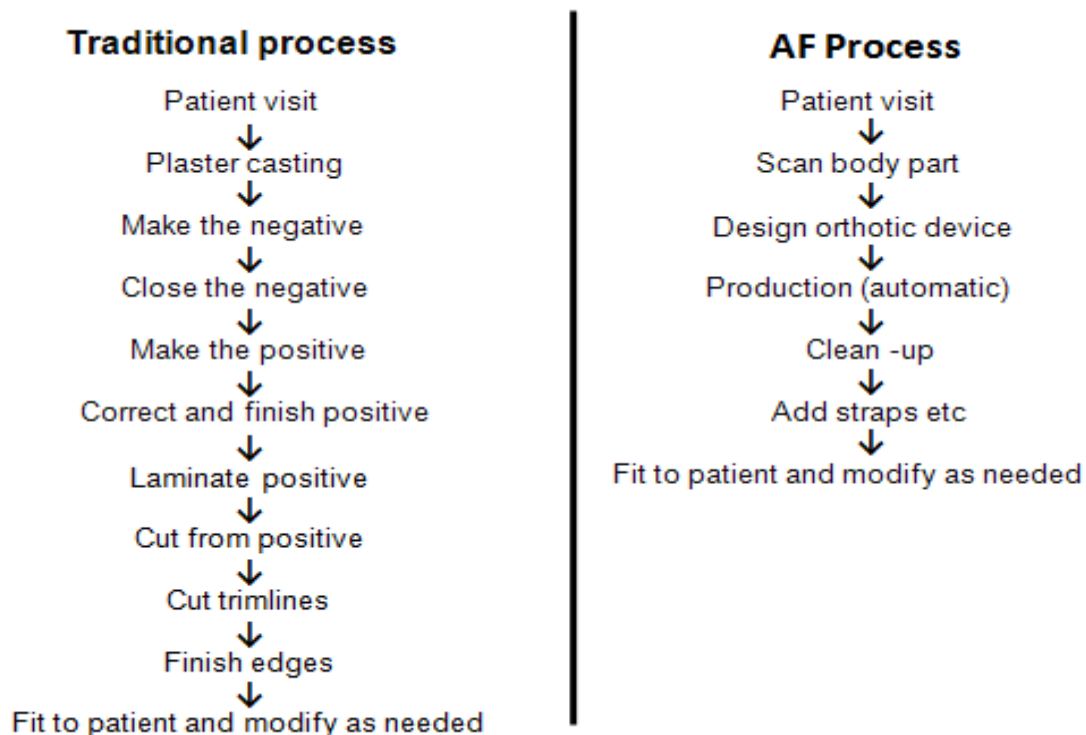 Traditional process
Patient visit
Plaster casting
Make the negative
Close the negative
Make the positive
Correct and finish positive
Laminate positive
Cut from positive
Cut trimlines
Finish edges
Fit to patient and modify as needed
AF Process
Patient visit
Scan body part
Design orthotic device
Production (automatic)
Clean -up
Add straps etc
Fit to patient and modify as needed